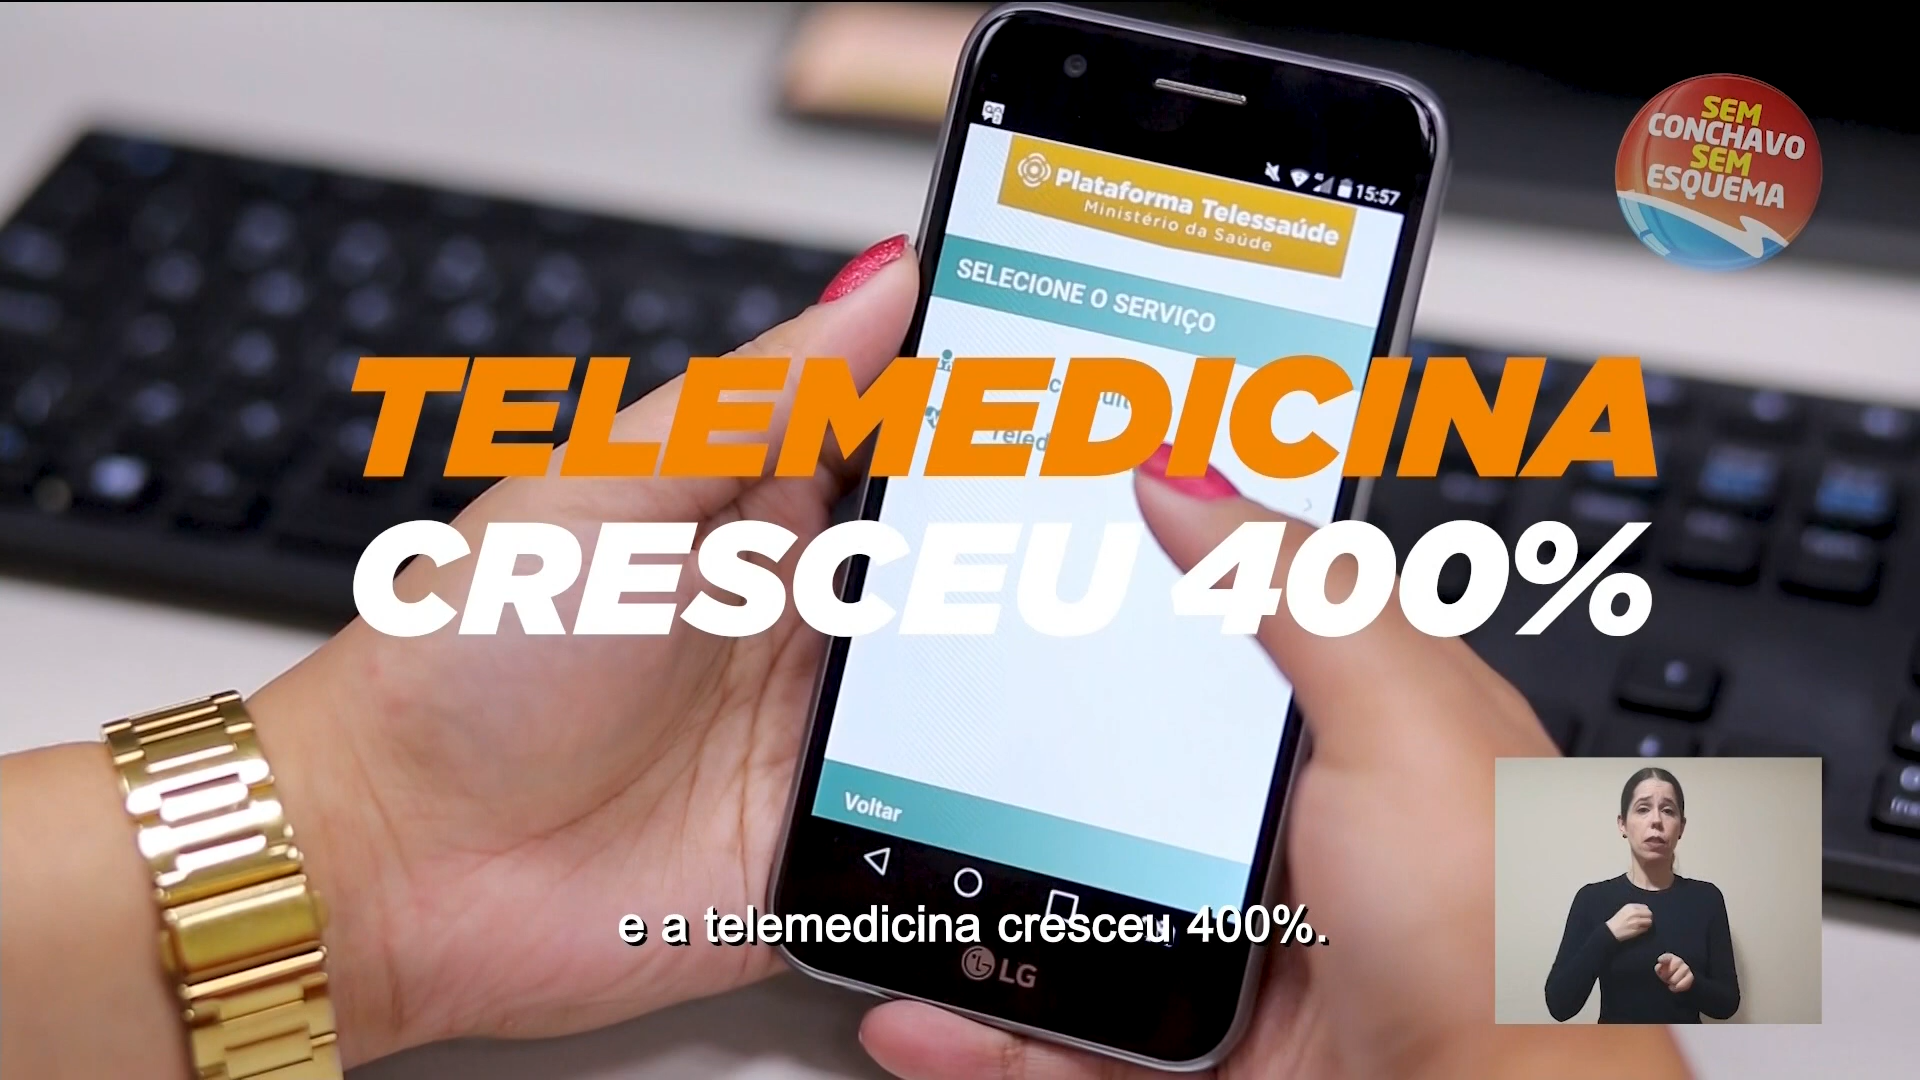 SEM
CONCHAVO
SEM
ESQUEMA
15:57
Plataforma Telessaúde
Ministério da Saúde
SELECIONE O SERVIÇO
TELEMEDICINA
CRESCEU 400%
Voltar
e a telemedicina cresceu 400%.
LG